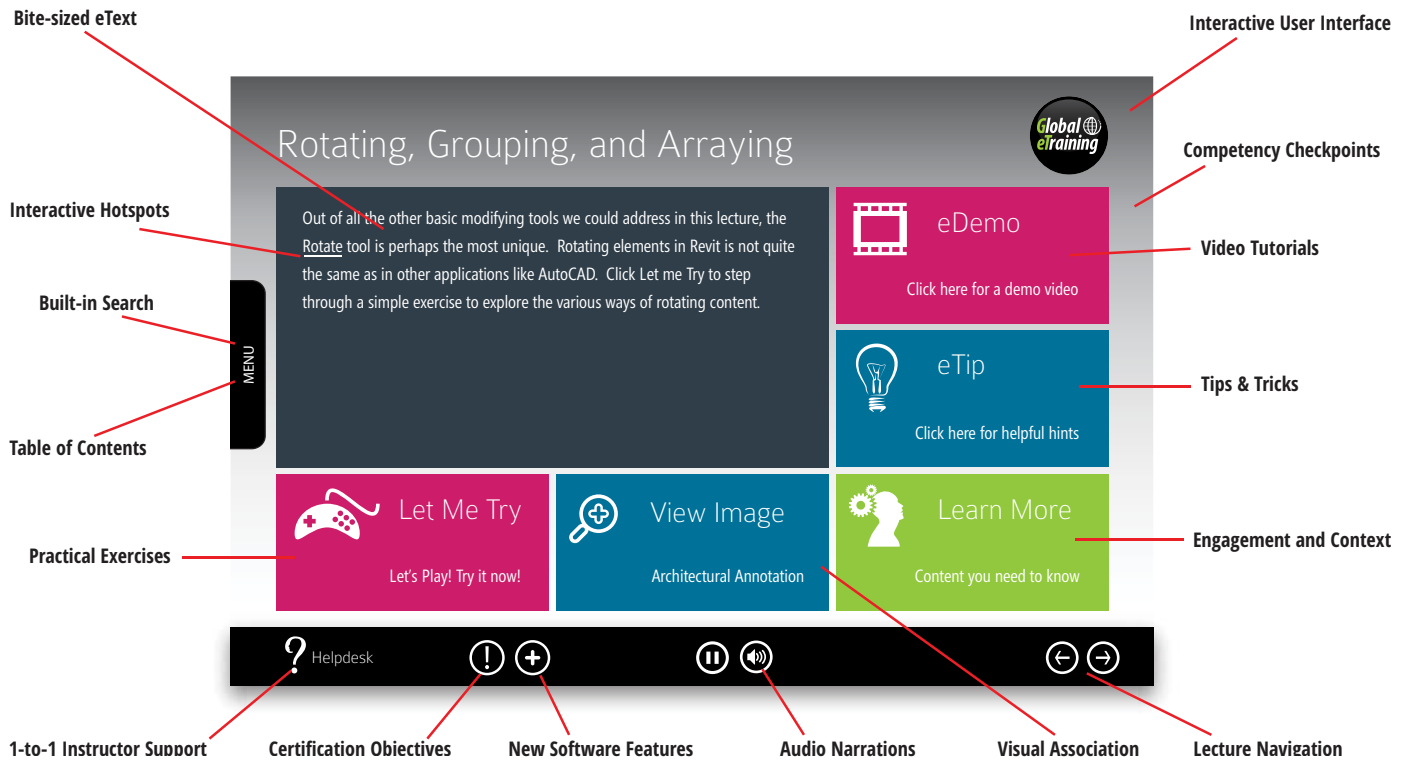 Bite-sized eText
Interactive User Interface
Rotating, Grouping, and Arraying
Global
eTraining
Competency Checkpoints
Interactive Hotspots
Out of all the other basic modifying tools we could address in this lecture, the
Rotate tool is perhaps the most unique. Rotating elements in Revit is not quite
the same as in other applications like AutoCAD. Click Let me Try to step
through a simple exercise to explore the various ways of rotating content.
eDemo
Click here for a demo video
Video Tutorials
Built-in Search
MENU
Table of Contents
eTip
Click here for helpful hints
Tips & Tricks
Let Me Try
Let's Play! Try it now!
View Image
Architectural Annotation
Learn More
Content you need to know
Practical Exercises
Engagement and Context
Helpdesk
1-to-1 Instructor Support
Certification Objectives
New Software Features
Audio Narrations
Visual Association
Lecture Navigation